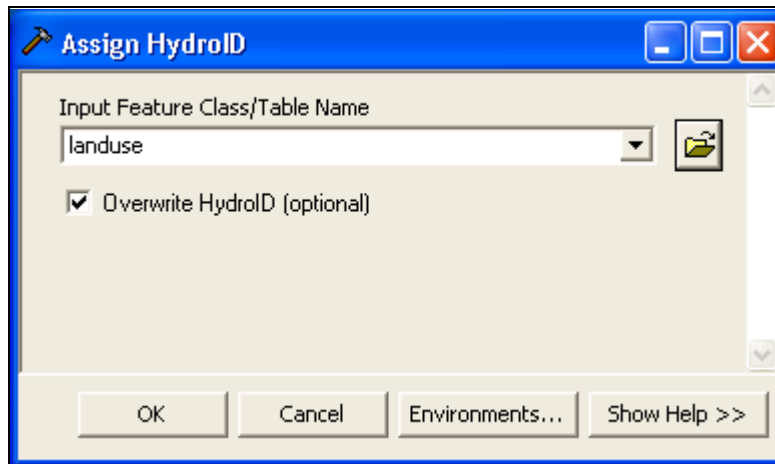 Assign HydroID
Input Feature Class/Table Name
landuse
Overwrite HydroID (optional)
OK Cancel Environments... Show Help >>